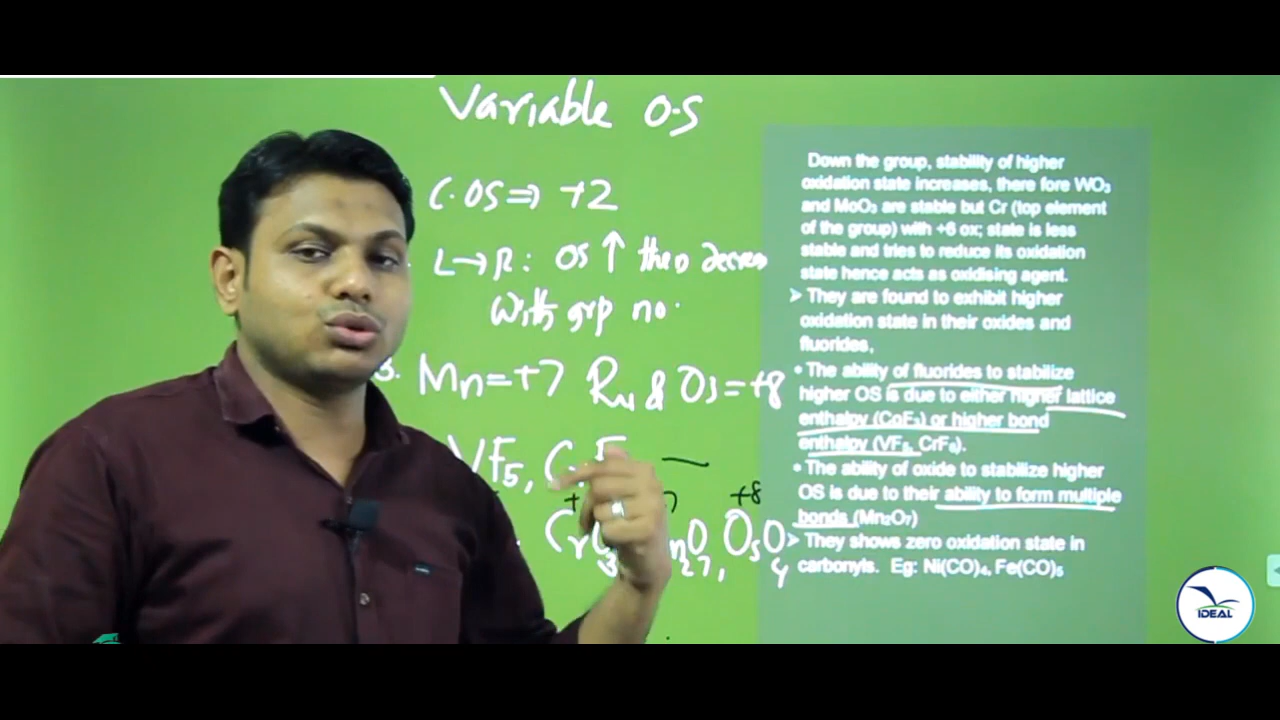 Variable O.S
C.OS ⇒ +2
L→R: OS ↑ then decreas
with grp no.
3. Mn=+7 Ru & Os=+8
VF₅,
+8
OsO₄
Down the group, stability of higher
oxidation state increases, there fore WO₃
and MoO₃ are stable but Cr (top element
of the group) with +6 ox; state is less
stable and tries to reduce its oxidation
state hence acts as oxidising agent.
➤ They are found to exhibit higher
oxidation state in their oxides and
fluorides,
• The ability of fluorides to stabilize
higher OS is due to either higher lattice
enthalpy (CoF₃) or higher bond
enthalpy (VF₅, CrF₆).
• The ability of oxide to stabilize higher
OS is due to their ability to form multiple
bonds (Mn₂O₇)
➤ They shows zero oxidation state in
carbonyls. Eg: Ni(CO)₄, Fe(CO)₅
IDEAL